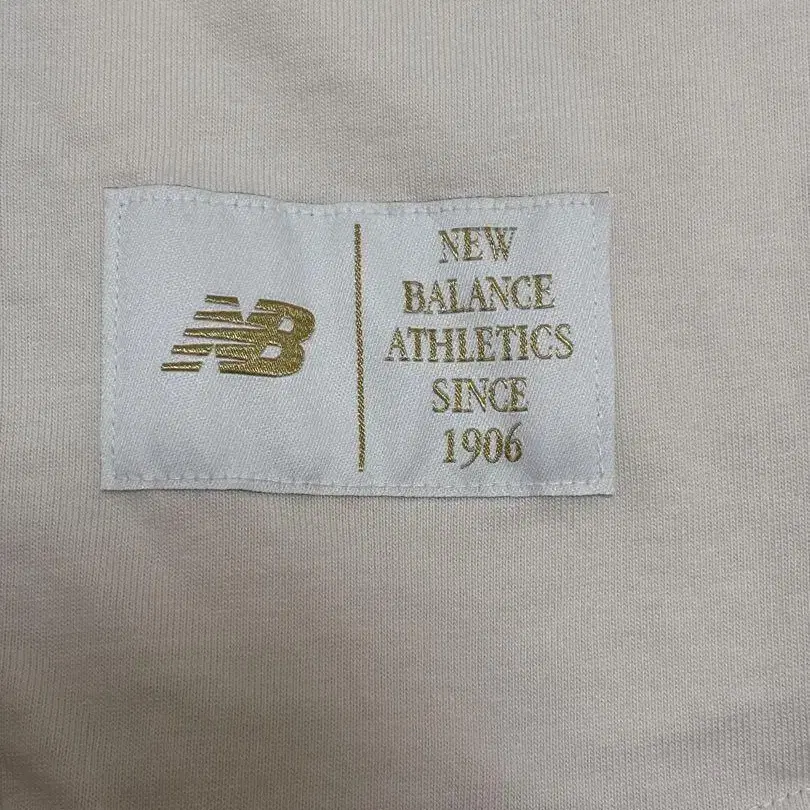 NB
NEW
BALANCE
ATHLETICS
SINCE
1906